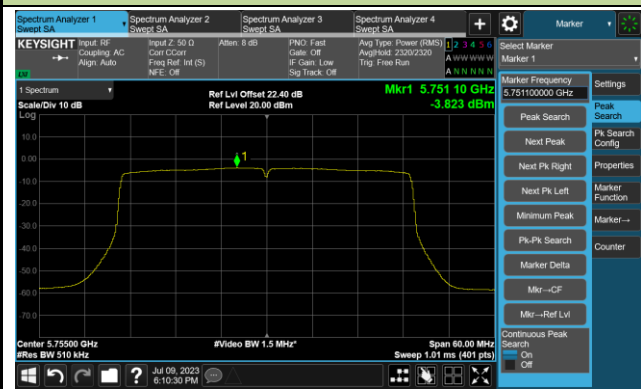 Spectrum Analyzer 1
Swept SA
Spectrum Analyzer 2
Swept SA
Spectrum Analyzer 3
Swept SA
Spectrum Analyzer 4
Swept SA
+
Marker
KEYSIGHT
Input: RF
Coupling: AC
Align: Auto
Input Z: 50 Ω
Corr CCorr
Freq Ref: Int (S)
NFE: Off
Atten: 8 dB
PNO: Fast
Gate: Off
IF Gain: Low
Sig Track: Off
Avg Type: Power (RMS)
Avg|Hold: 2320/2320
Trig: Free Run
1 2 3 4 5 6
A W W W W W
A N N N N N
Select Marker
Marker 1
1 Spectrum
Scale/Div 10 dB
Log
Ref Lvl Offset 22.40 dB
Ref Level 20.00 dBm
Mkr1 5.751 10 GHz
-3.823 dBm
10.0
0.00
-10.0
-20.0
-30.0
-40.0
-50.0
-60.0
-70.0
1
Center 5.75500 GHz
#Res BW 510 kHz
#Video BW 1.5 MHz*
Span 60.00 MHz
Sweep 1.01 ms (401 pts)
Marker Frequency
5.751100000 GHz
Peak Search
Next Peak
Next Pk Right
Next Pk Left
Minimum Peak
Pk-Pk Search
Marker Delta
Mkr→CF
Mkr→Ref Lvl
Continuous Peak
Search
On
Off
Settings
Peak
Search
Pk Search
Config
Properties
Marker
Function
Marker→
Counter
?
Jul 09, 2023
6:10:30 PM